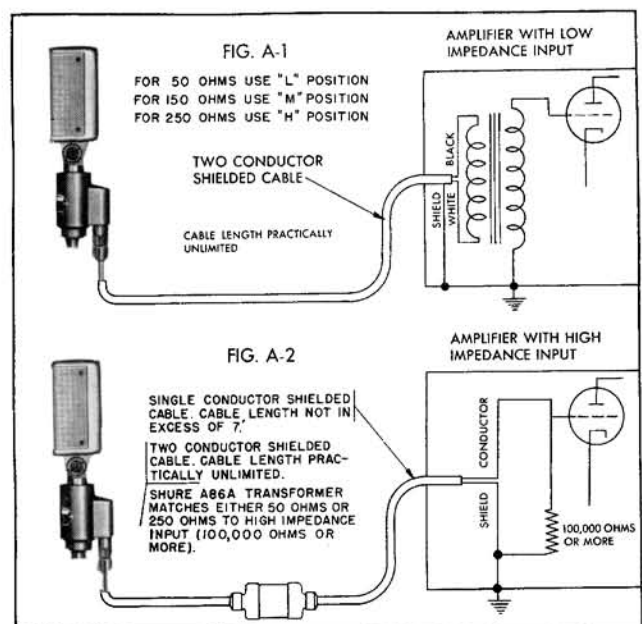 FIG. A-1
FOR 50 OHMS USE "L" POSITION
FOR 150 OHMS USE "M" POSITION
FOR 250 OHMS USE "H" POSITION
AMPLIFIER WITH LOW
IMPEDANCE INPUT
TWO CONDUCTOR
SHIELDED CABLE
CABLE LENGTH PRACTICALLY
UNLIMITED
BLACK
SHIELD
WHITE
FIG. A-2
AMPLIFIER WITH HIGH
IMPEDANCE INPUT
SINGLE CONDUCTOR SHIELDED
CABLE. CABLE LENGTH NOT IN
EXCESS OF 7.'
TWO CONDUCTOR SHIELDED
CABLE. CABLE LENGTH PRAC-
TICALLY UNLIMITED.
SHURE A86A TRANSFORMER
MATCHES EITHER 50 OHMS OR
250 OHMS TO HIGH IMPEDANCE
INPUT (100,000 OHMS OR
MORE).
CONDUCTOR
SHIELD
100,000 OHMS
OR MORE